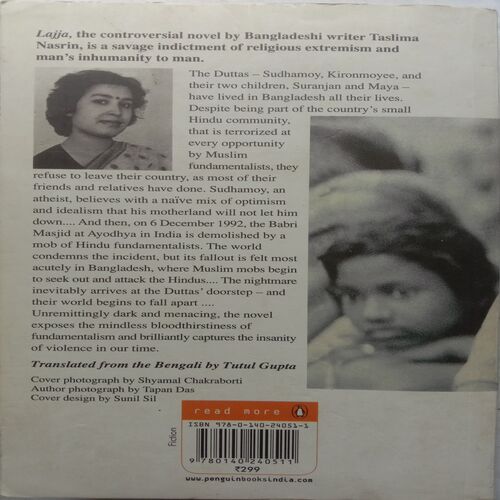 Lajja, the controversial novel by Bangladeshi writer Taslima
Nasrin, is a savage indictment of religious extremism and
man's inhumanity to man.
The Duttas – Sudhamoy, Kironmoyee, and
their two children, Suranjan and Maya –
have lived in Bangladesh all their lives.
Despite being part of the country's small
Hindu community,
that is terrorized at
every opportunity
by Muslim
fundamentalists, they
refuse to leave their country, as most of their
friends and relatives have done. Sudhamoy, an
atheist, believes with a naïve mix of optimism
and idealism that his motherland will not let him
down.... And then, on 6 December 1992, the Babri
Masjid at Ayodhya in India is demolished by a
mob of Hindu fundamentalists. The world
condemns the incident, but its fallout is felt most
acutely in Bangladesh, where Muslim mobs begin
to seek out and attack the Hindus.... The nightmare
inevitably arrives at the Duttas' doorstep – and
their world begins to fall apart ....
Unremittingly dark and menacing, the novel
exposes the mindless bloodthirstiness of
fundamentalism and brilliantly captures the insanity
of violence in our time.
Translated from the Bengali by Tutul Gupta
Cover photograph by Shyamal Chakraborti
Author photograph by Tapan Das
Cover design by Sunil Sil
read more
Fiction
ISBN 978-0-140-24051-1
9 780140 240511
₹299
www.penguinbooksindia.com